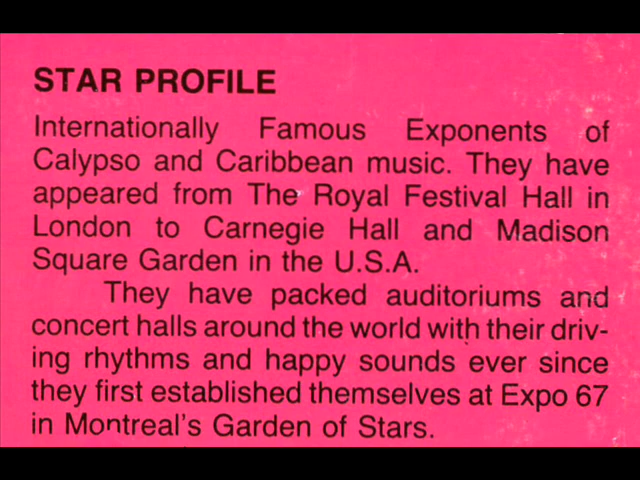 STAR PROFILE
Internationally Famous Exponents of
Calypso and Caribbean music. They have
appeared from The Royal Festival Hall in
London to Carnegie Hall and Madison
Square Garden in the U.S.A.
They have packed auditoriums and
concert halls around the world with their driv-
ing rhythms and happy sounds ever since
they first established themselves at Expo 67
in Montreal's Garden of Stars.